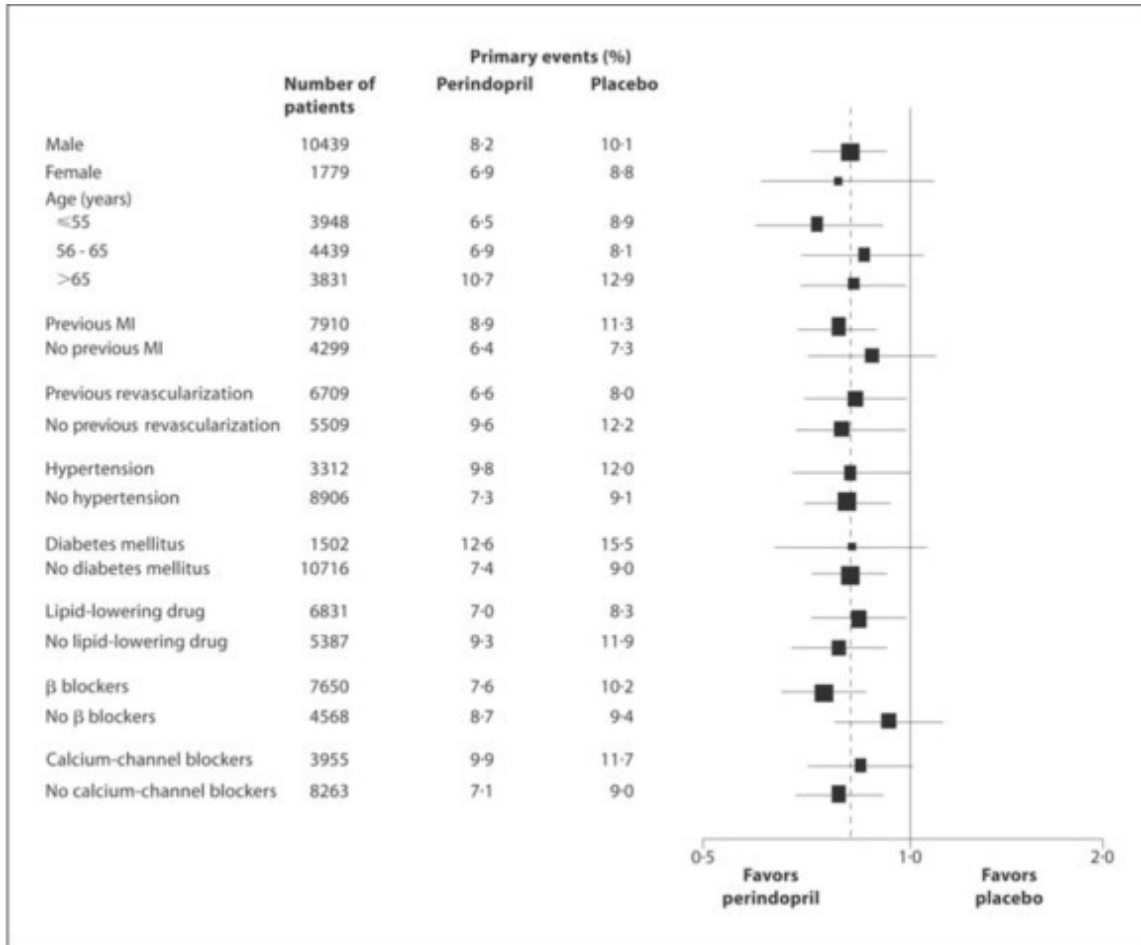 Primary events (%)
Number of patients Perindopril Placebo
Male 10439 8·2 10·1
Female 1779 6·9 8·8
Age (years)
⩽55 3948 6·5 8·9
56 - 65 4439 6·9 8·1
>65 3831 10·7 12·9
Previous MI 7910 8·9 11·3
No previous MI 4299 6·4 7·3
Previous revascularization 6709 6·6 8·0
No previous revascularization 5509 9·6 12·2
Hypertension 3312 9·8 12·0
No hypertension 8906 7·3 9·1
Diabetes mellitus 1502 12·6 15·5
No diabetes mellitus 10716 7·4 9·0
Lipid-lowering drug 6831 7·0 8·3
No lipid-lowering drug 5387 9·3 11·9
β blockers 7650 7·6 10·2
No β blockers 4568 8·7 9·4
Calcium-channel blockers 3955 9·9 11·7
No calcium-channel blockers 8263 7·1 9·0
0·5 1·0 2·0
Favors perindopril Favors placebo